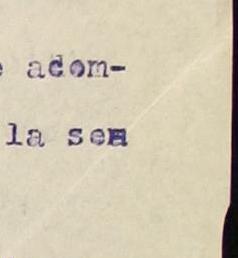 e adom-
la sem